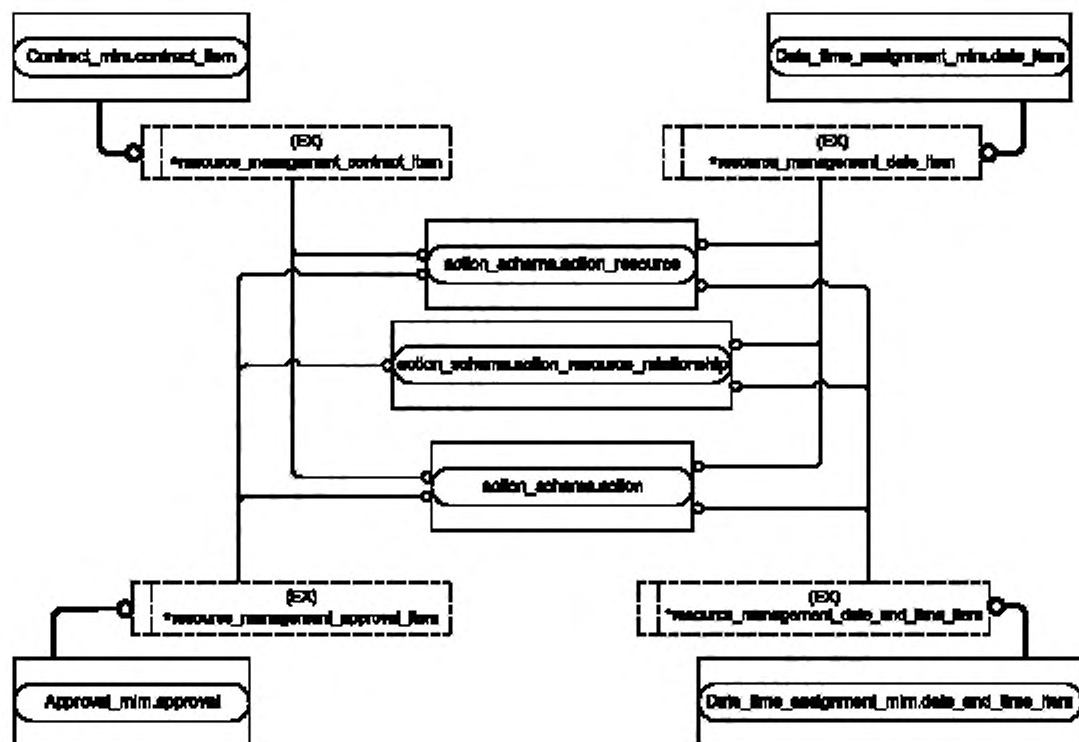 Contract_mim.contract_item
Date_time_assignment_mim.date_item
(EX)
*resource_management_contract_item
(EX)
*resource_management_date_item
action_schema.action_resource
action_schema.action_resource_relationship
action_schema.action
(EX)
*resource_management_approval_item
(EX)
*resource_management_date_and_time_item
Approval_mim.approval
Date_time_assignment_mim.date_and_time_item